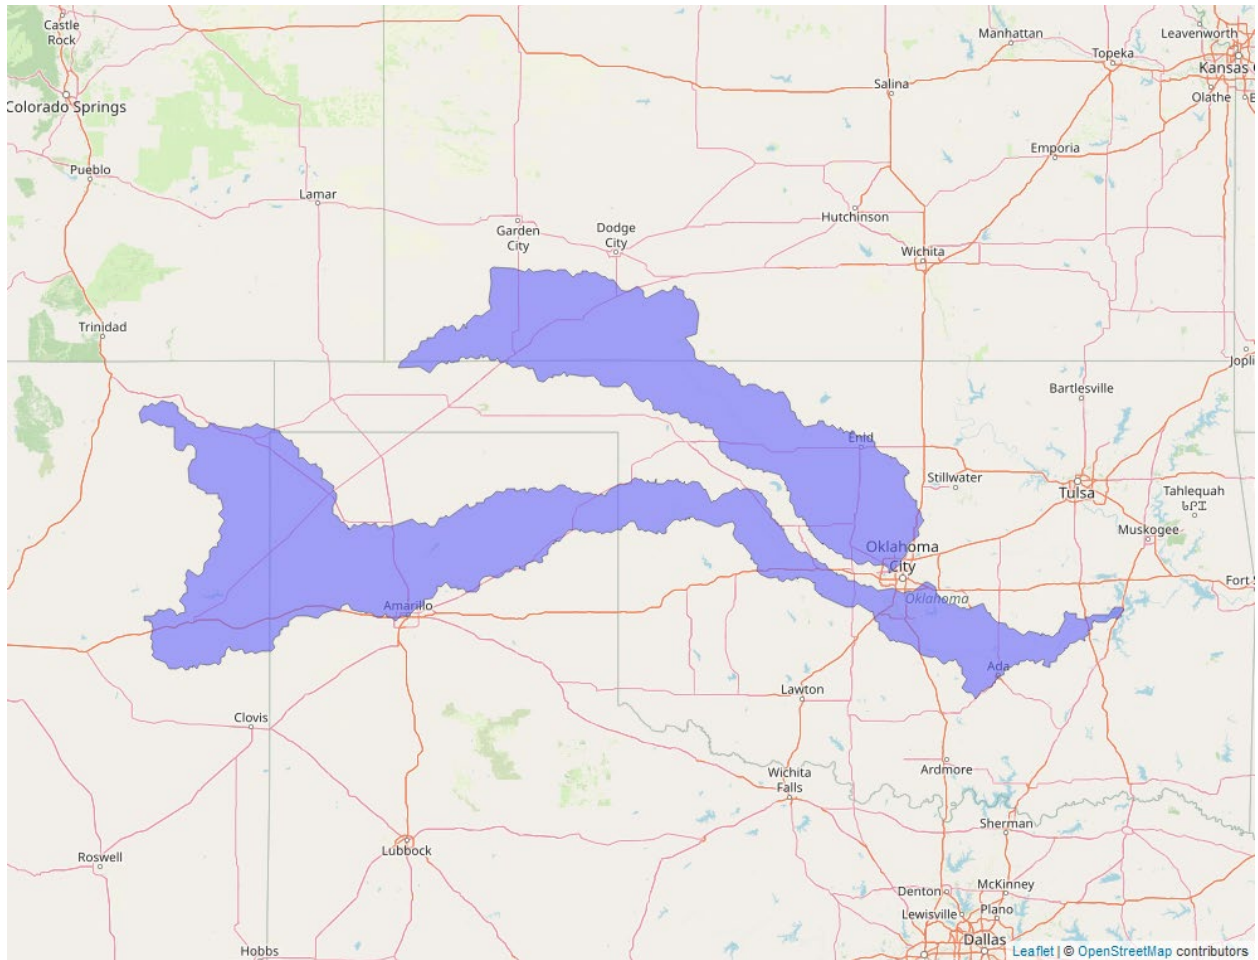 Castle
Rock
Manhattan
Leavenworth
Topeka
Kansas C
Salina
Olathe
Colorado Springs
Emporia
Pueblo
Lamar
Hutchinson
Garden
City
Dodge
City
Wichita
Trinidad
Jopli
Bartlesville
Enid
Stillwater
Tulsa
Tahlequah
ᏓᎵᏆ
Muskogee
Oklahoma
City
Fort S
Oklahoma
Amarillo
Ada
Lawton
Clovis
Ardmore
Wichita
Falls
Sherman
Lubbock
Roswell
McKinney
Denton
Lewisville
Plano
Dallas
Hobbs
Leaflet | © OpenStreetMap contributors